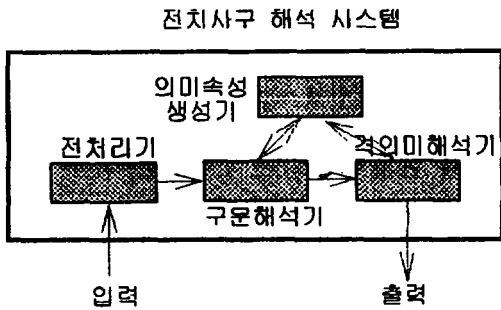 전치사구 해석 시스템
의미속성
생성기
전처리기
격의미해석기
구문해석기
입력
출력